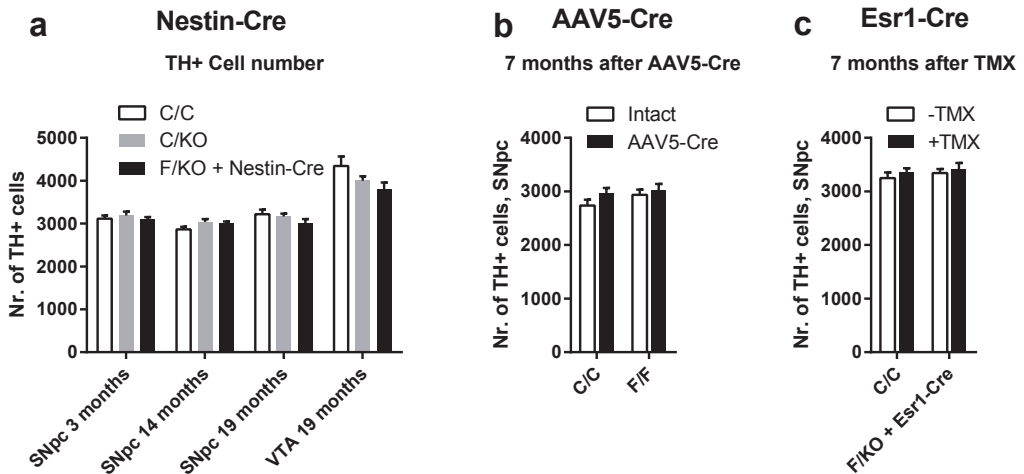 a
Nestin-Cre
TH+ Cell number
C/C
C/KO
F/KO + Nestin-Cre
5000
4000
3000
2000
1000
0
Nr. of TH+ cells
SNpc 3 months
SNpc 14 months
SNpc 19 months
VTA 19 months
b
AAV5-Cre
7 months after AAV5-Cre
Intact
AAV5-Cre
4000
3000
2000
1000
0
Nr. of TH+ cells, SNpc
C/C
F/F
c
Esr1-Cre
7 months after TMX
-TMX
+TMX
4000
3000
2000
1000
0
Nr. of TH+ cells, SNpc
C/C
F/KO + Esr1-Cre